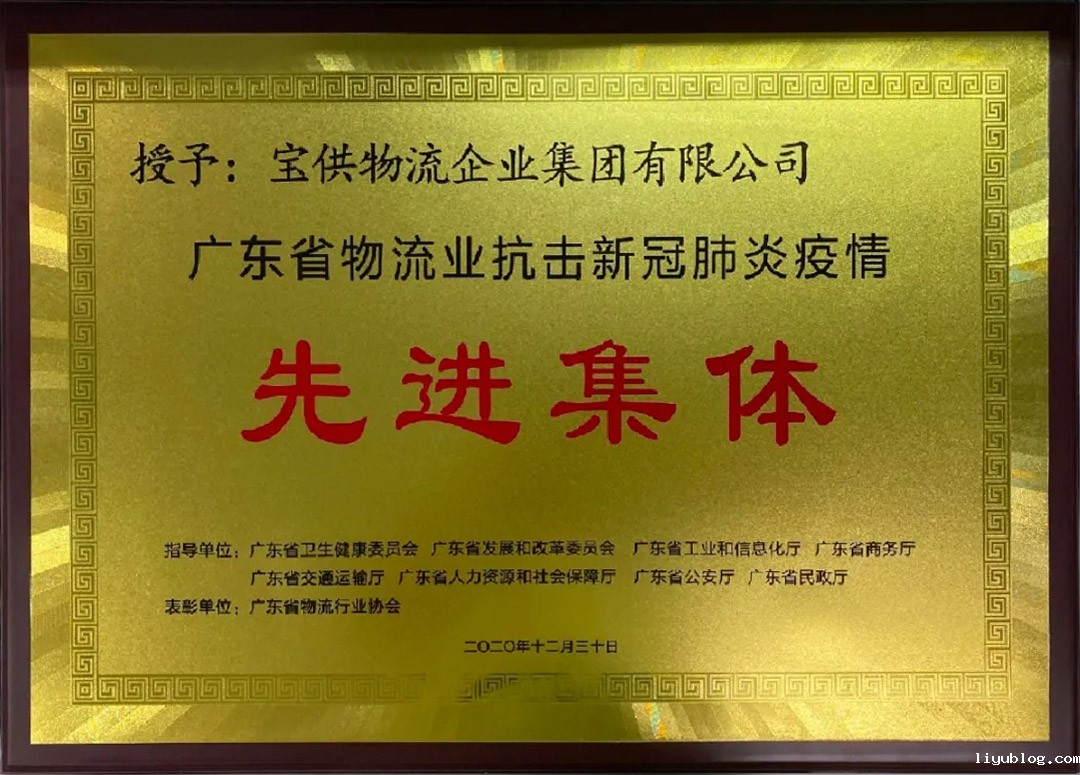 授予：宝供物流企业集团有限公司
广东省物流业抗击新冠肺炎疫情
先进集体
指导单位：广东省卫生健康委员会 广东省发展和改革委员会 广东省工业和信息化厅 广东省商务厅
广东省交通运输厅 广东省人力资源和社会保障厅 广东省公安厅 广东省民政厅
表彰单位：广东省物流行业协会
二〇二〇年十二月三十日
liyublog.com